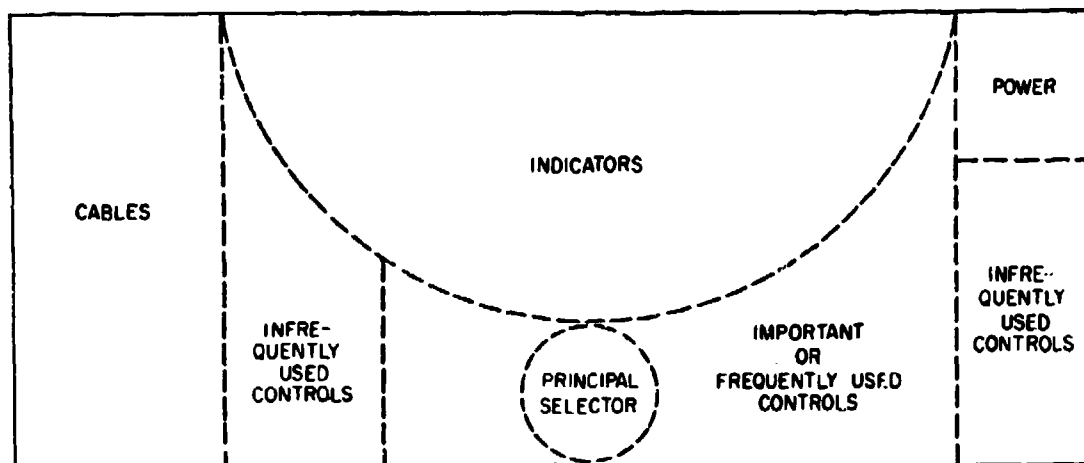 CABLES
INFRE-
QUENTLY
USED
CONTROLS
INDICATORS
PRINCIPAL
SELECTOR
IMPORTANT
OR
FREQUENTLY USED
CONTROLS
POWER
INFRE-
QUENTLY
USED
CONTROLS